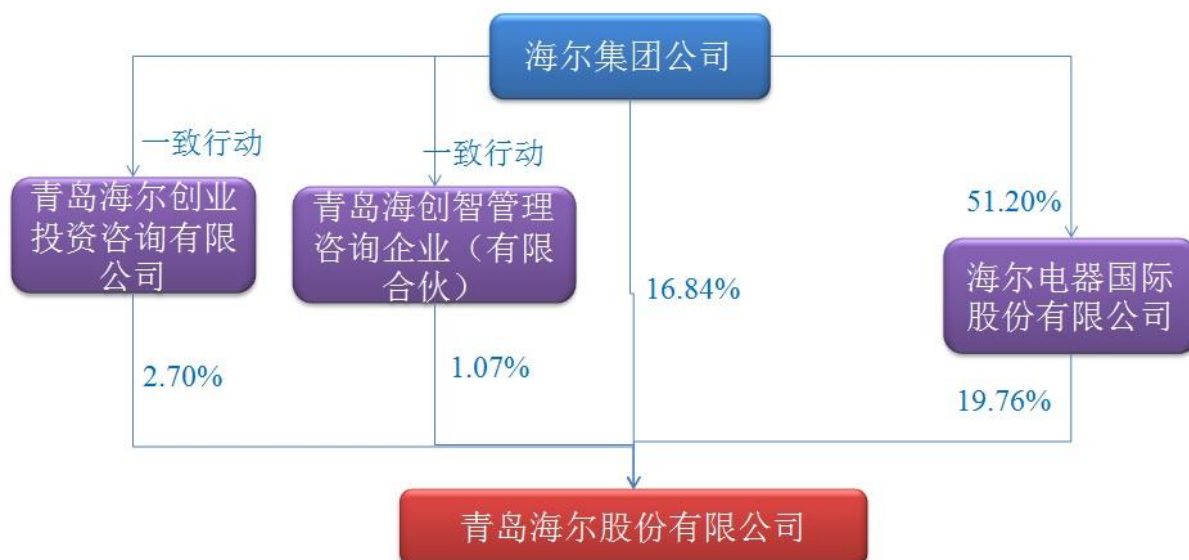 海尔集团公司
一致行动
一致行动
青岛海尔创业
投资咨询有限
公司
青岛海创智管理
咨询企业（有限
合伙）
51.20%
16.84%
海尔电器国际
股份有限公司
2.70%
1.07%
19.76%
青岛海尔股份有限公司